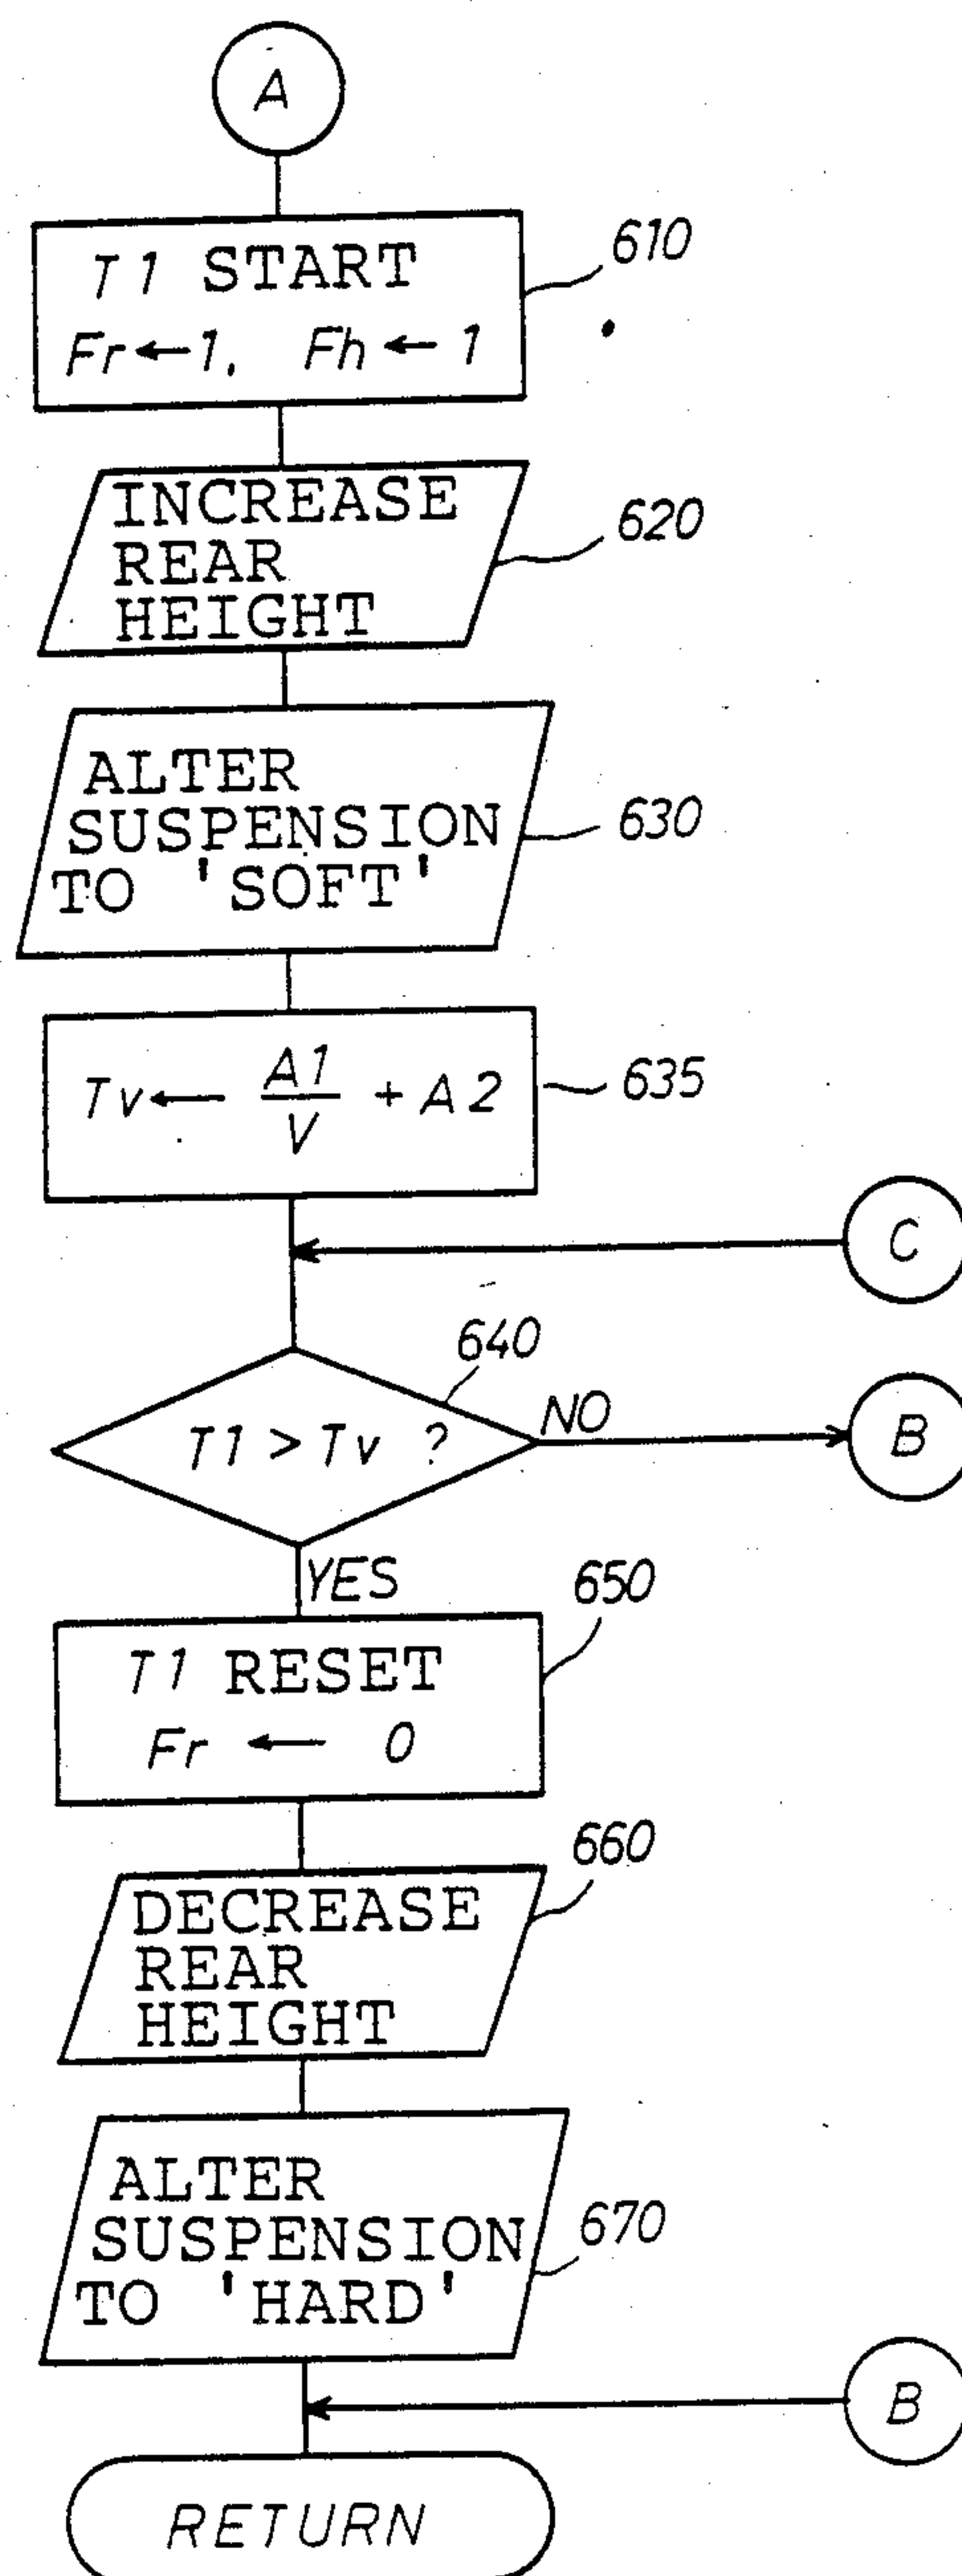 A
T1 START
Fr←1, Fh←1
610
INCREASE
REAR
HEIGHT
620
ALTER
SUSPENSION
TO 'SOFT'
630
Tv← A1/V + A2
635
C
640
T1 > Tv ?
NO
B
YES
650
T1 RESET
Fr ← 0
660
DECREASE
REAR
HEIGHT
ALTER
SUSPENSION
TO 'HARD'
670
B
RETURN